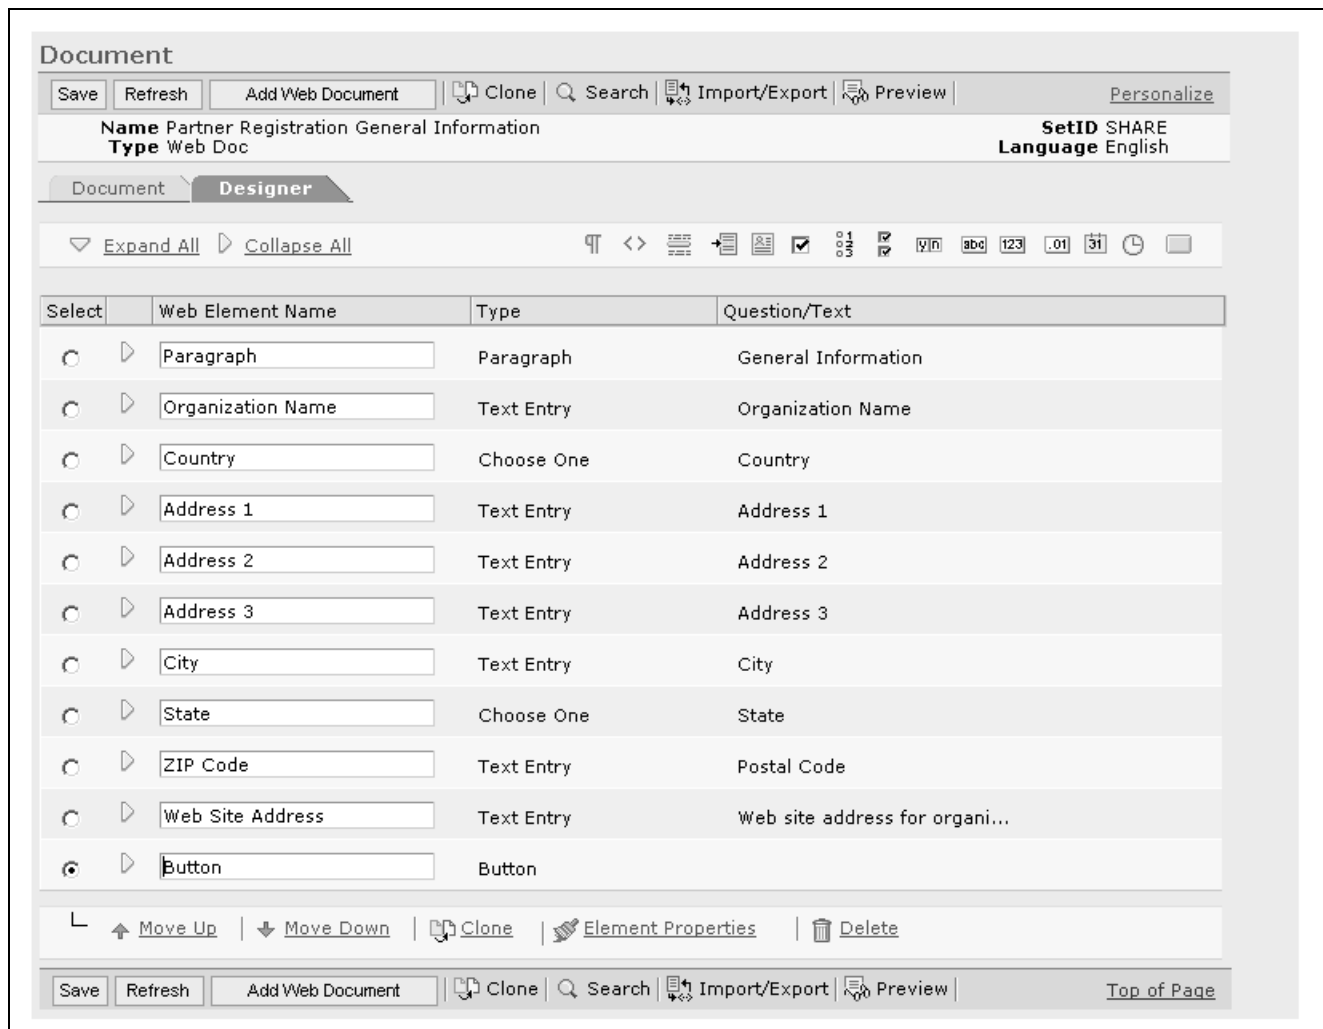 Document
Save Refresh Add Web Document Clone Search Import/Export Preview Personalize
Name Partner Registration General Information SetID SHARE
Type Web Doc Language English
Document Designer
Expand All Collapse All y n abc 123 .01 31
Select Web Element Name Type Question/Text
Paragraph Paragraph General Information
Organization Name Text Entry Organization Name
Country Choose One Country
Address 1 Text Entry Address 1
Address 2 Text Entry Address 2
Address 3 Text Entry Address 3
City Text Entry City
State Choose One State
ZIP Code Text Entry Postal Code
Web Site Address Text Entry Web site address for organi...
Button Button
Move Up Move Down Clone Element Properties Delete
Save Refresh Add Web Document Clone Search Import/Export Preview Top of Page